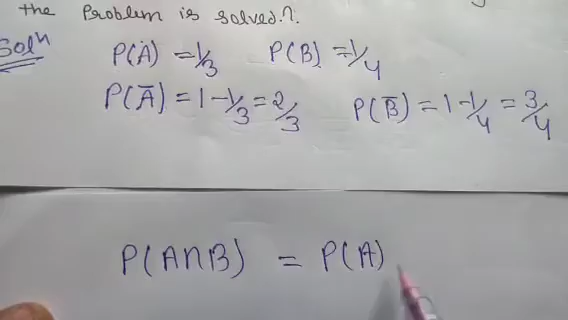 the Problem is solved?
Solⁿ P(A) = 1/3 P(B) = 1/4
P(A̅) = 1 - 1/3 = 2/3 P(B̅) = 1 - 1/4 = 3/4
P(A∩B) = P(A)